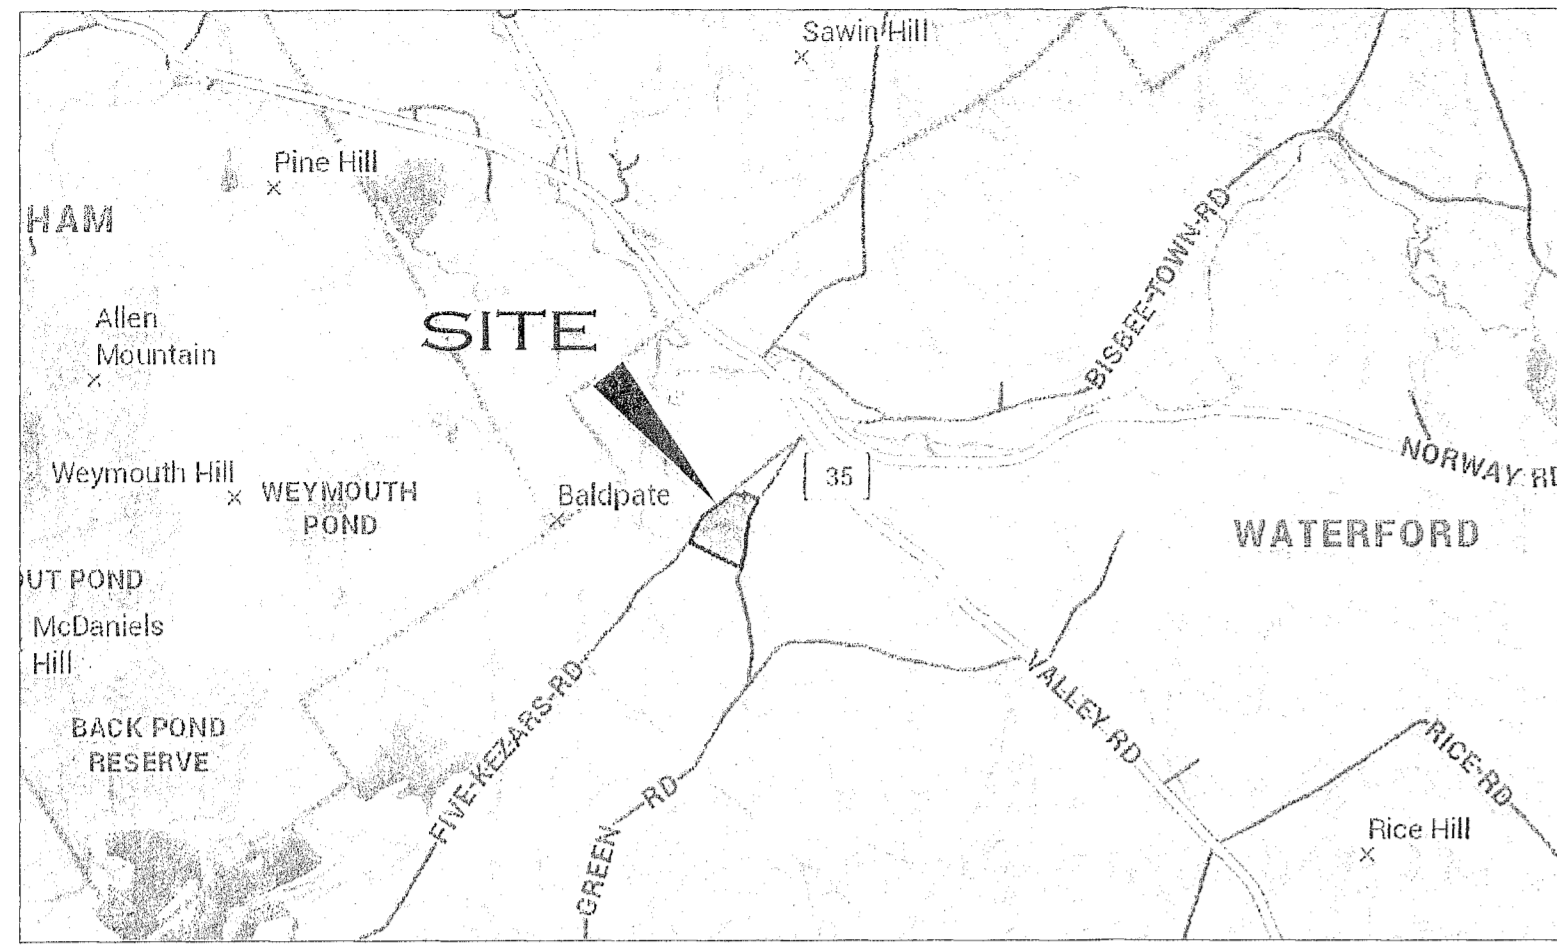 Sawin Hill
Pine Hill
HAM
Allen
Mountain
SITE
BISBEE-TOWN-RD
Weymouth Hill
WEYMOUTH
POND
Baldpate
35
NORWAY RD
WATERFORD
OUT POND
McDaniels
Hill
BACK POND
RESERVE
FIVE-KEZARS-RD
GREEN RD
VALLEY RD
RICE-RD
Rice Hill